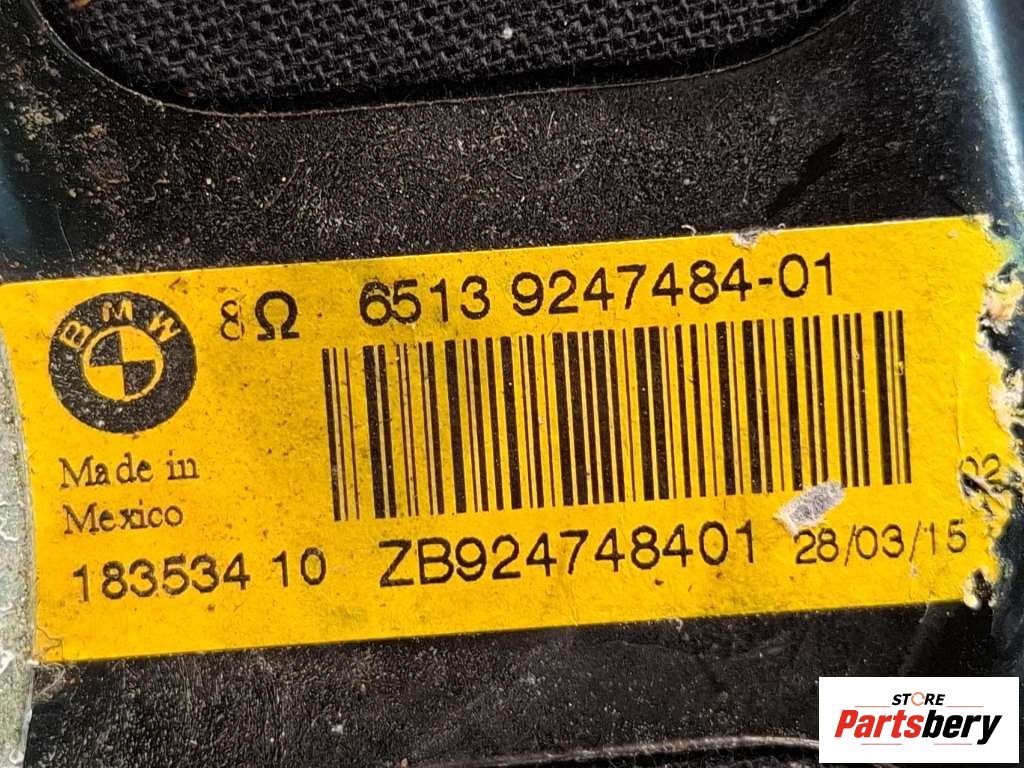 BMW
8Ω 6513 9247484-01
Made in
Mexico
02
183534 10 ZB924748401 28/03/15
STORE
Partsbery